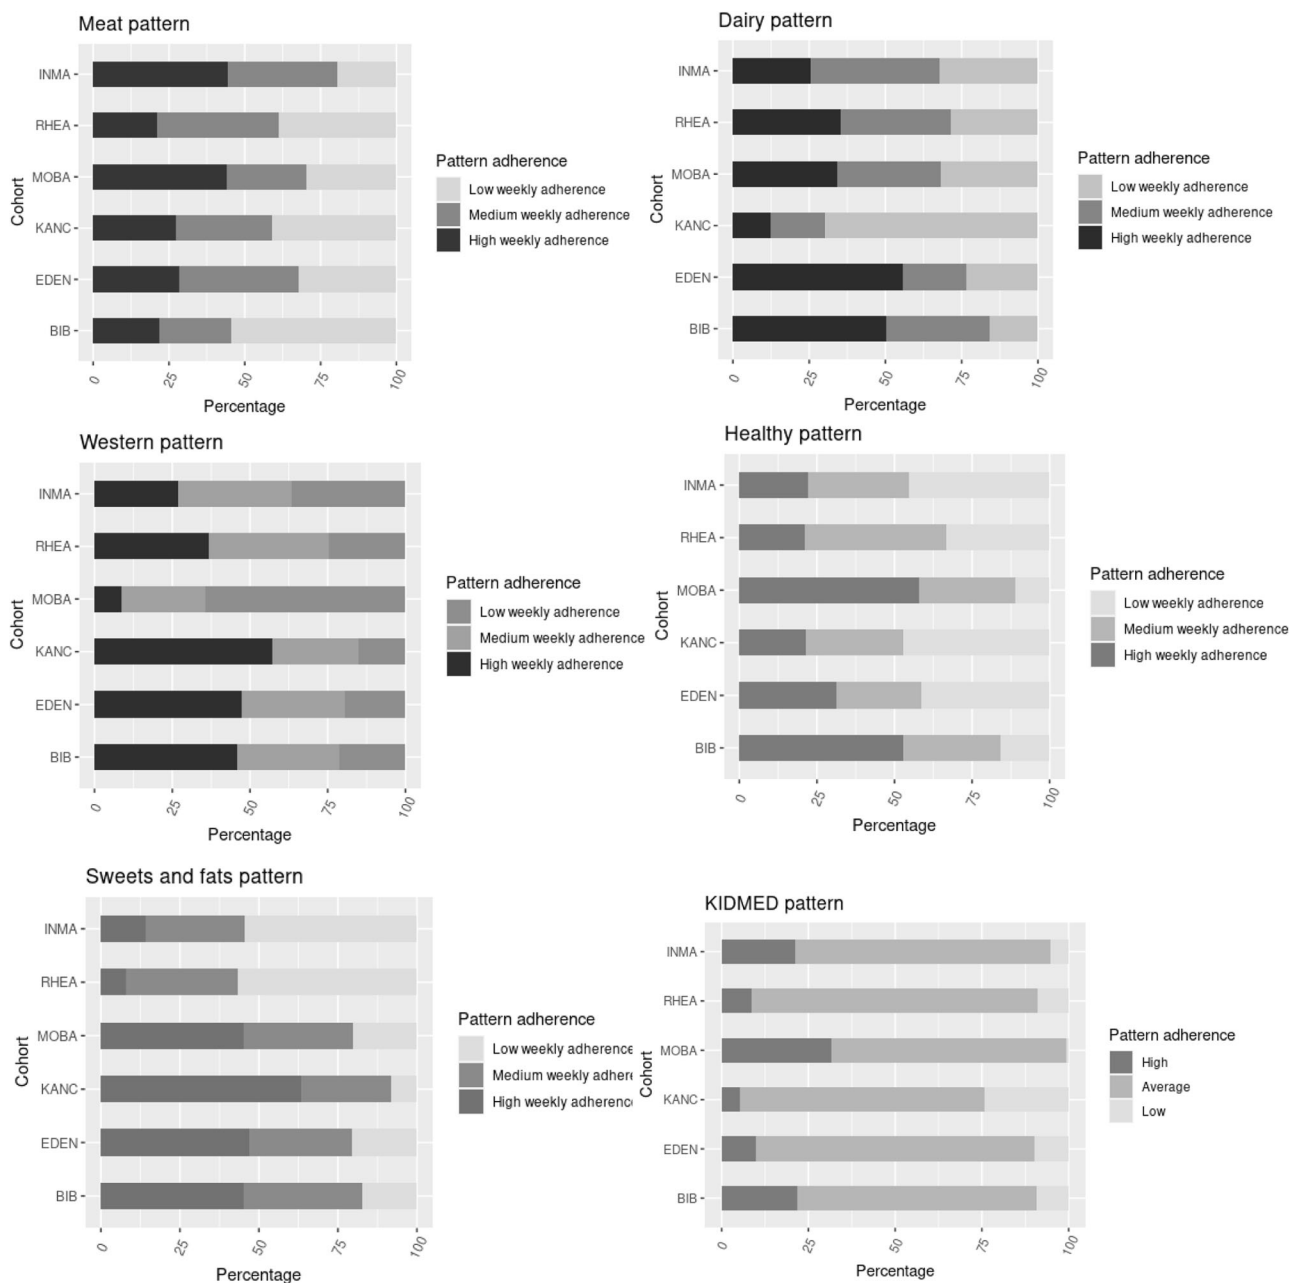 Meat pattern
Cohort
INMA
RHEA
MOBA
KANC
EDEN
BIB
0 25 50 75 100
Percentage
Pattern adherence
Low weekly adherence
Medium weekly adherence
High weekly adherence
Dairy pattern
Cohort
INMA
RHEA
MOBA
KANC
EDEN
BIB
0 25 50 75 100
Percentage
Pattern adherence
Low weekly adherence
Medium weekly adherence
High weekly adherence
Western pattern
Cohort
INMA
RHEA
MOBA
KANC
EDEN
BIB
0 25 50 75 100
Percentage
Pattern adherence
Low weekly adherence
Medium weekly adherence
High weekly adherence
Healthy pattern
Cohort
INMA
RHEA
MOBA
KANC
EDEN
BIB
0 25 50 75 100
Percentage
Pattern adherence
Low weekly adherence
Medium weekly adherence
High weekly adherence
Sweets and fats pattern
Cohort
INMA
RHEA
MOBA
KANC
EDEN
BIB
0 25 50 75 100
Percentage
Pattern adherence
Low weekly adherence
Medium weekly adhere
High weekly adherence
KIDMED pattern
Cohort
INMA
RHEA
MOBA
KANC
EDEN
BIB
0 25 50 75 100
Percentage
Pattern adherence
High
Average
Low